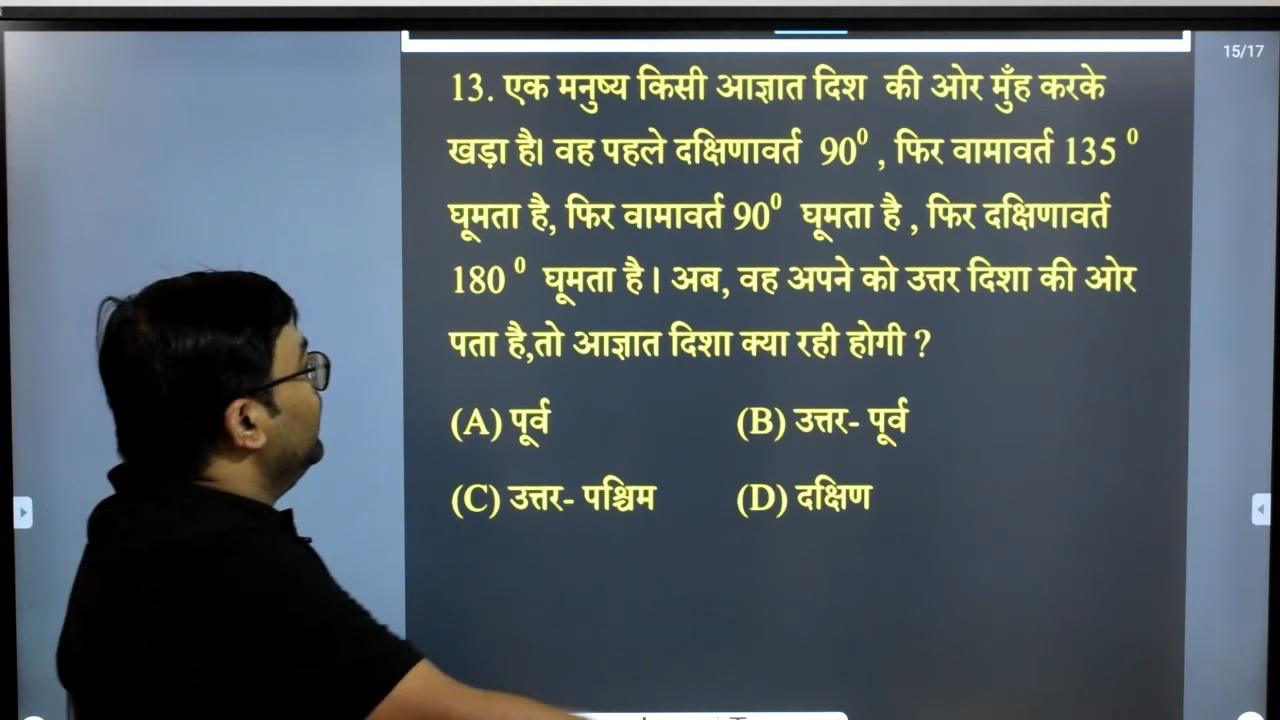 15/17
13. एक मनुष्य किसी आज्ञात दिश की ओर मुँह करके
खड़ा है। वह पहले दक्षिणावर्त 90⁰ , फिर वामावर्त 135 ⁰
घूमता है, फिर वामावर्त 90⁰ घूमता है , फिर दक्षिणावर्त
180 ⁰ घूमता है । अब, वह अपने को उत्तर दिशा की ओर
पता है,तो आज्ञात दिशा क्या रही होगी ?
(A) पूर्व (B) उत्तर- पूर्व
(C) उत्तर- पश्चिम (D) दक्षिण